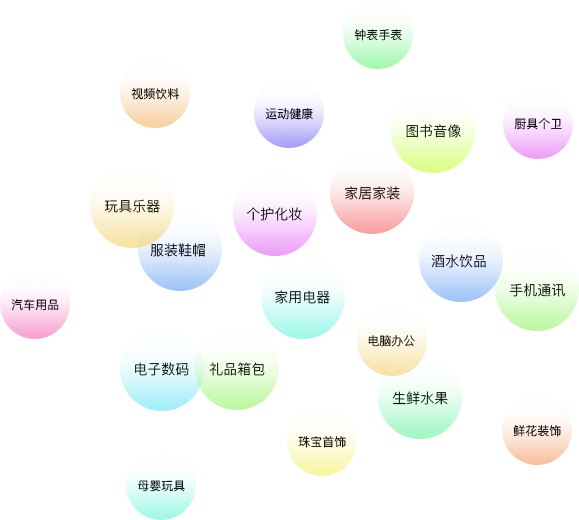 钟表手表
视频饮料
运动健康
厨具个卫
图书音像
家居家装
玩具乐器
个护化妆
服装鞋帽
酒水饮品
手机通讯
家用电器
汽车用品
电脑办公
电子数码
礼品箱包
生鲜水果
鲜花装饰
珠宝首饰
母婴玩具